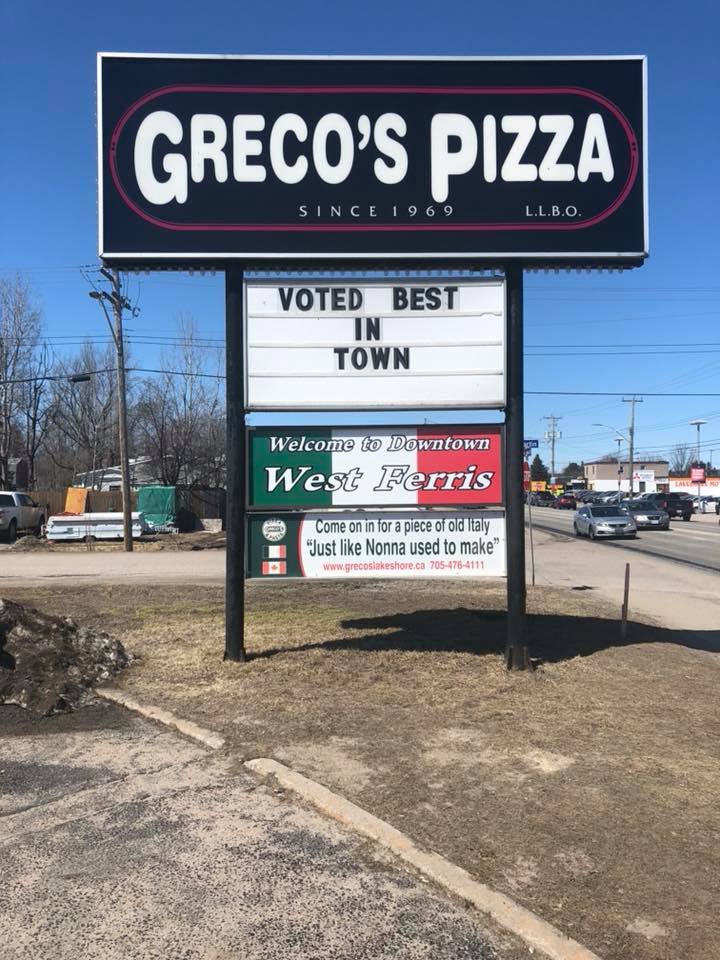 GRECO'S PIZZA
SINCE 1969 L.L.B.O.
VOTED BEST
IN
TOWN
Welcome to Downtown
West Ferris
Come on in for a piece of old Italy
"Just like Nonna used to make"
www.grecoslakeshore.ca 705-476-4111